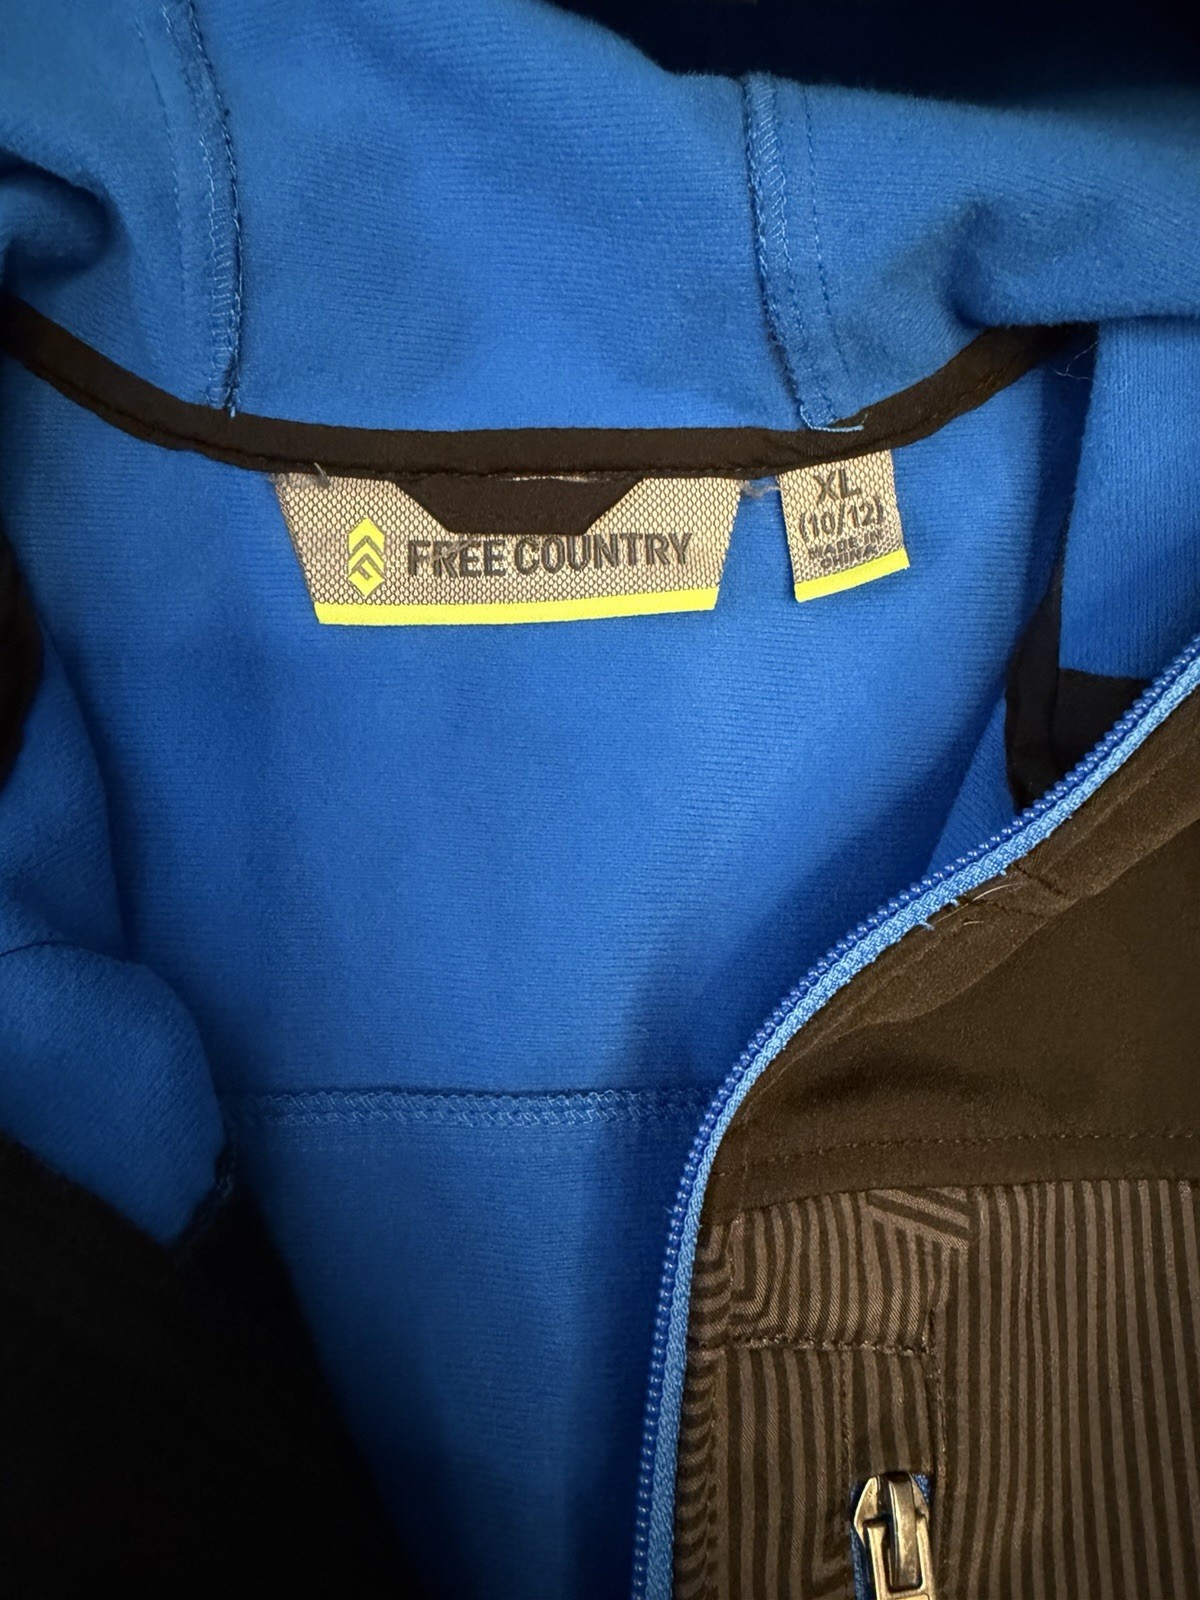 FREE COUNTRY
XL
(10/12)
MADE IN
CHINA